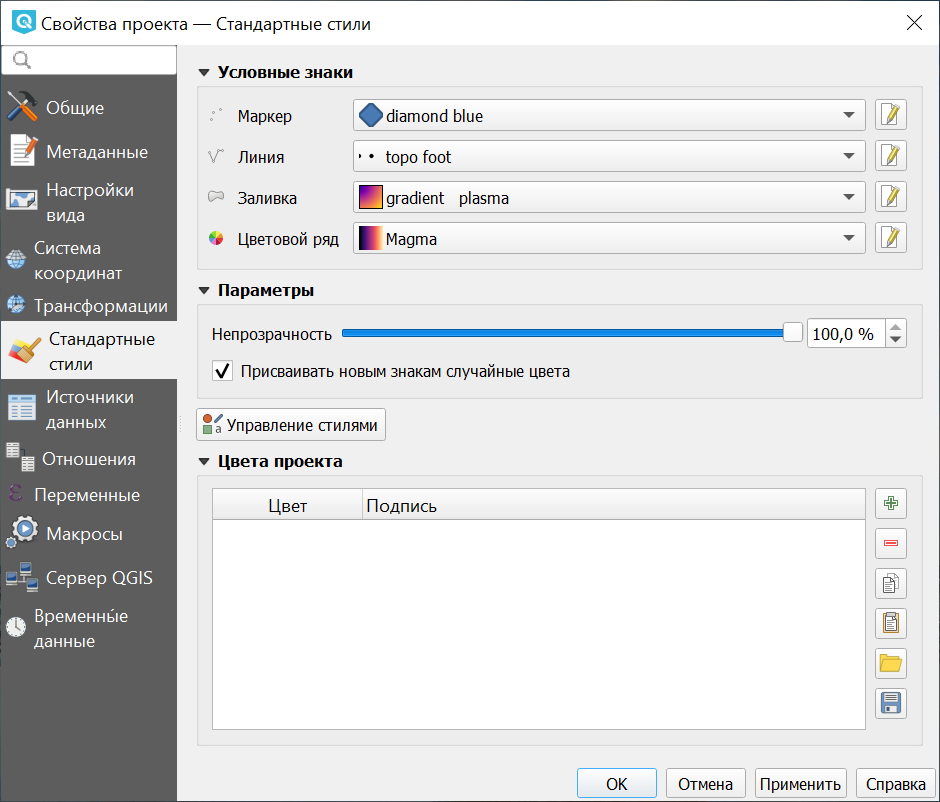 Свойства проекта — Стандартные стили
Общие
Метаданные
Настройки
вида
Система
координат
Трансформации
Стандартные
стили
Источники
данных
Отношения
Переменные
Макросы
Сервер QGIS
Временны́е
данные
Условные знаки
Маркер diamond blue
Линия topo foot
Заливка gradient plasma
Цветовой ряд Magma
Параметры
Непрозрачность 100,0 %
Присваивать новым знакам случайные цвета
Управление стилями
Цвета проекта
Цвет Подпись
OK Отмена Применить Справка